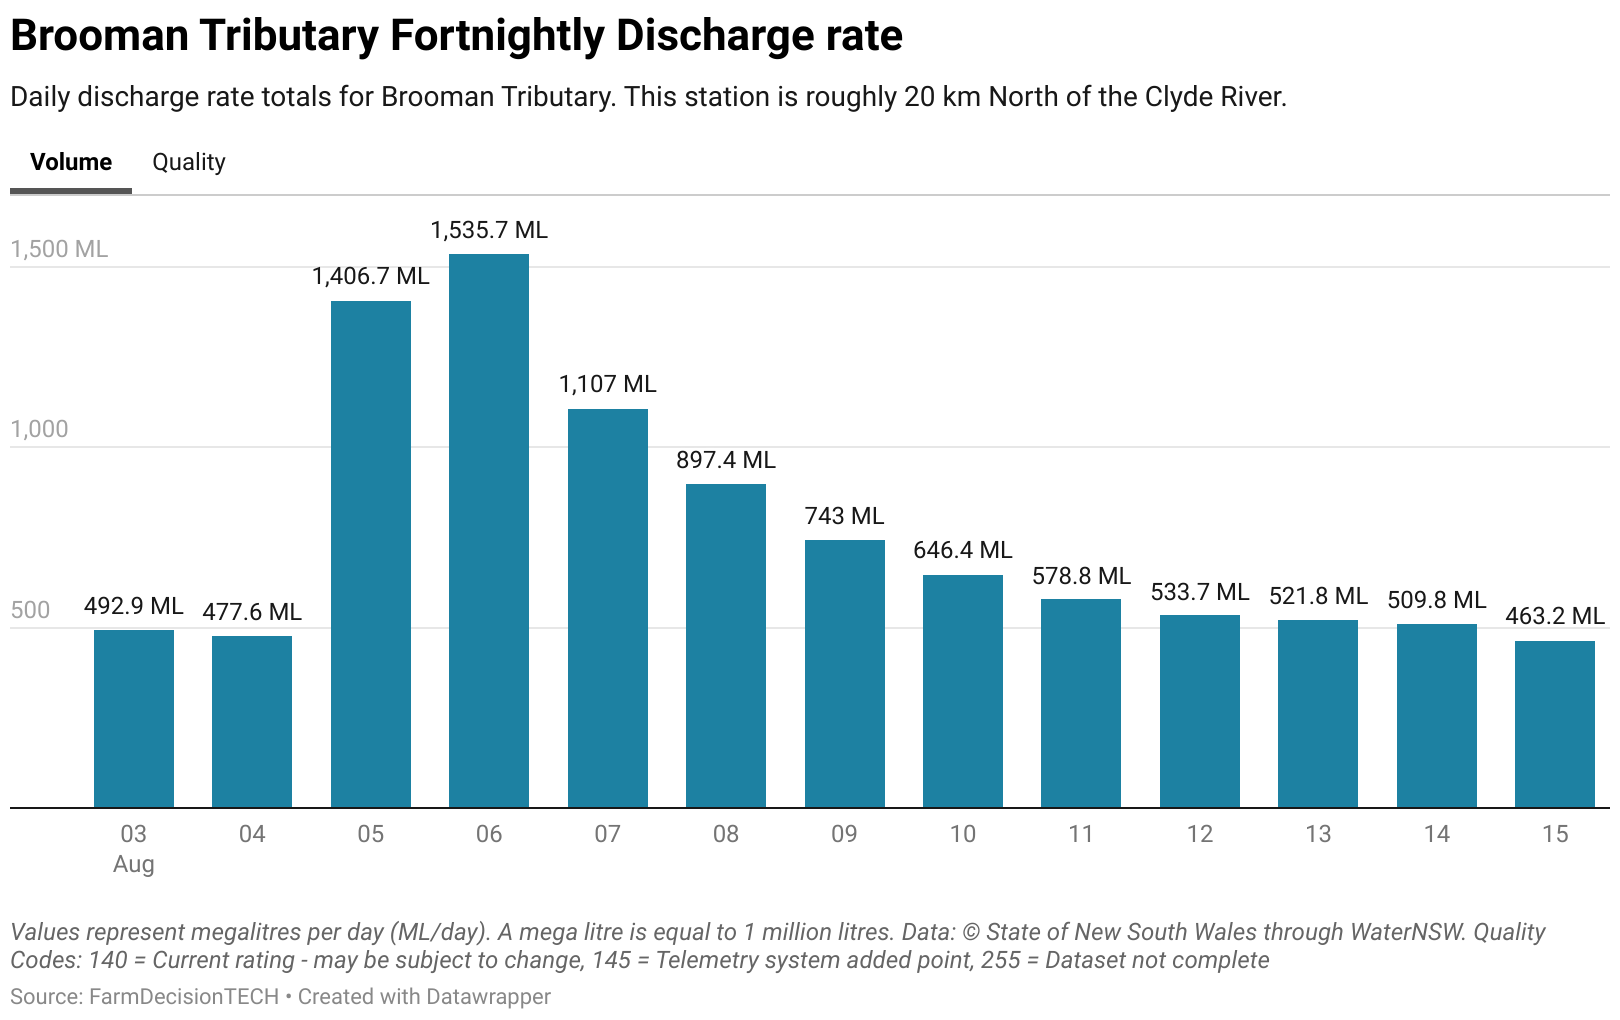 Brooman Tributary Fortnightly Discharge rate
Daily discharge rate totals for Brooman Tributary. This station is roughly 20 km North of the Clyde River.
Volume Quality
1,535.7 ML
1,500 ML
1,406.7 ML
1,107 ML
1,000
897.4 ML
743 ML
646.4 ML
578.8 ML
533.7 ML
521.8 ML
509.8 ML
500
492.9 ML
477.6 ML
463.2 ML
03 04 05 06 07 08 09 10 11 12 13 14 15
Aug
Values represent megalitres per day (ML/day). A mega litre is equal to 1 million litres. Data: © State of New South Wales through WaterNSW. Quality
Codes: 140 = Current rating - may be subject to change, 145 = Telemetry system added point, 255 = Dataset not complete
Source: FarmDecisionTECH • Created with Datawrapper